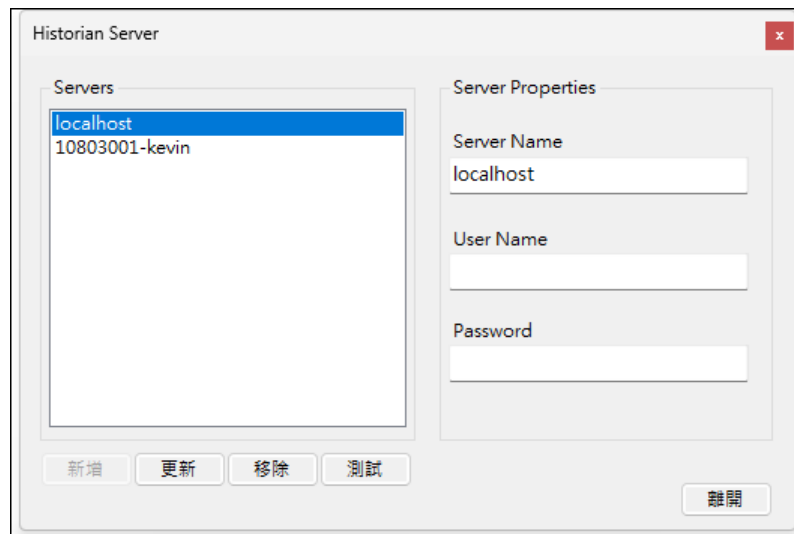 Historian Server
x
Servers
localhost
10803001-kevin
Server Properties
Server Name
localhost
User Name
Password
新增
更新
移除
測試
離開